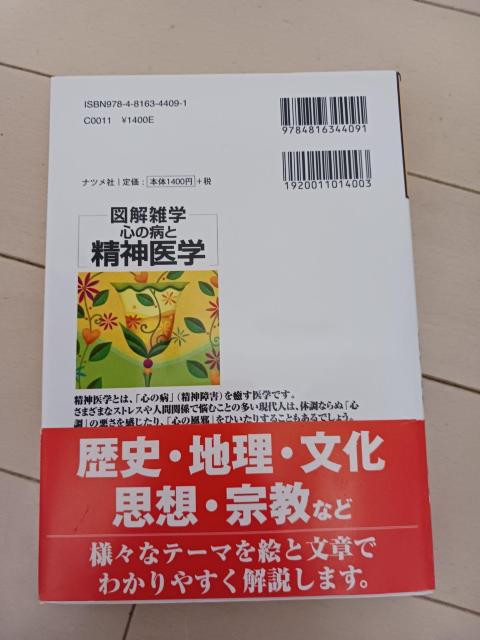 ISBN978-4-8163-4409-1
C0011 ¥1400E
9784816344091
ナツメ社|定価:本体1400円+税
1920011014003
図解雑学
心の病と
精神医学
精神医学とは、「心の病」(精神障害)を癒す医学です。
さまざまなストレスや人間関係で悩むことの多い現代人は、体調ならぬ「心
調」の悪さを感じたり、「心の風邪」をひいたりすることもあるでしょう。
歴史・地理・文化
思想・宗教など
様々なテーマを絵と文章で
わかりやすく解説します。